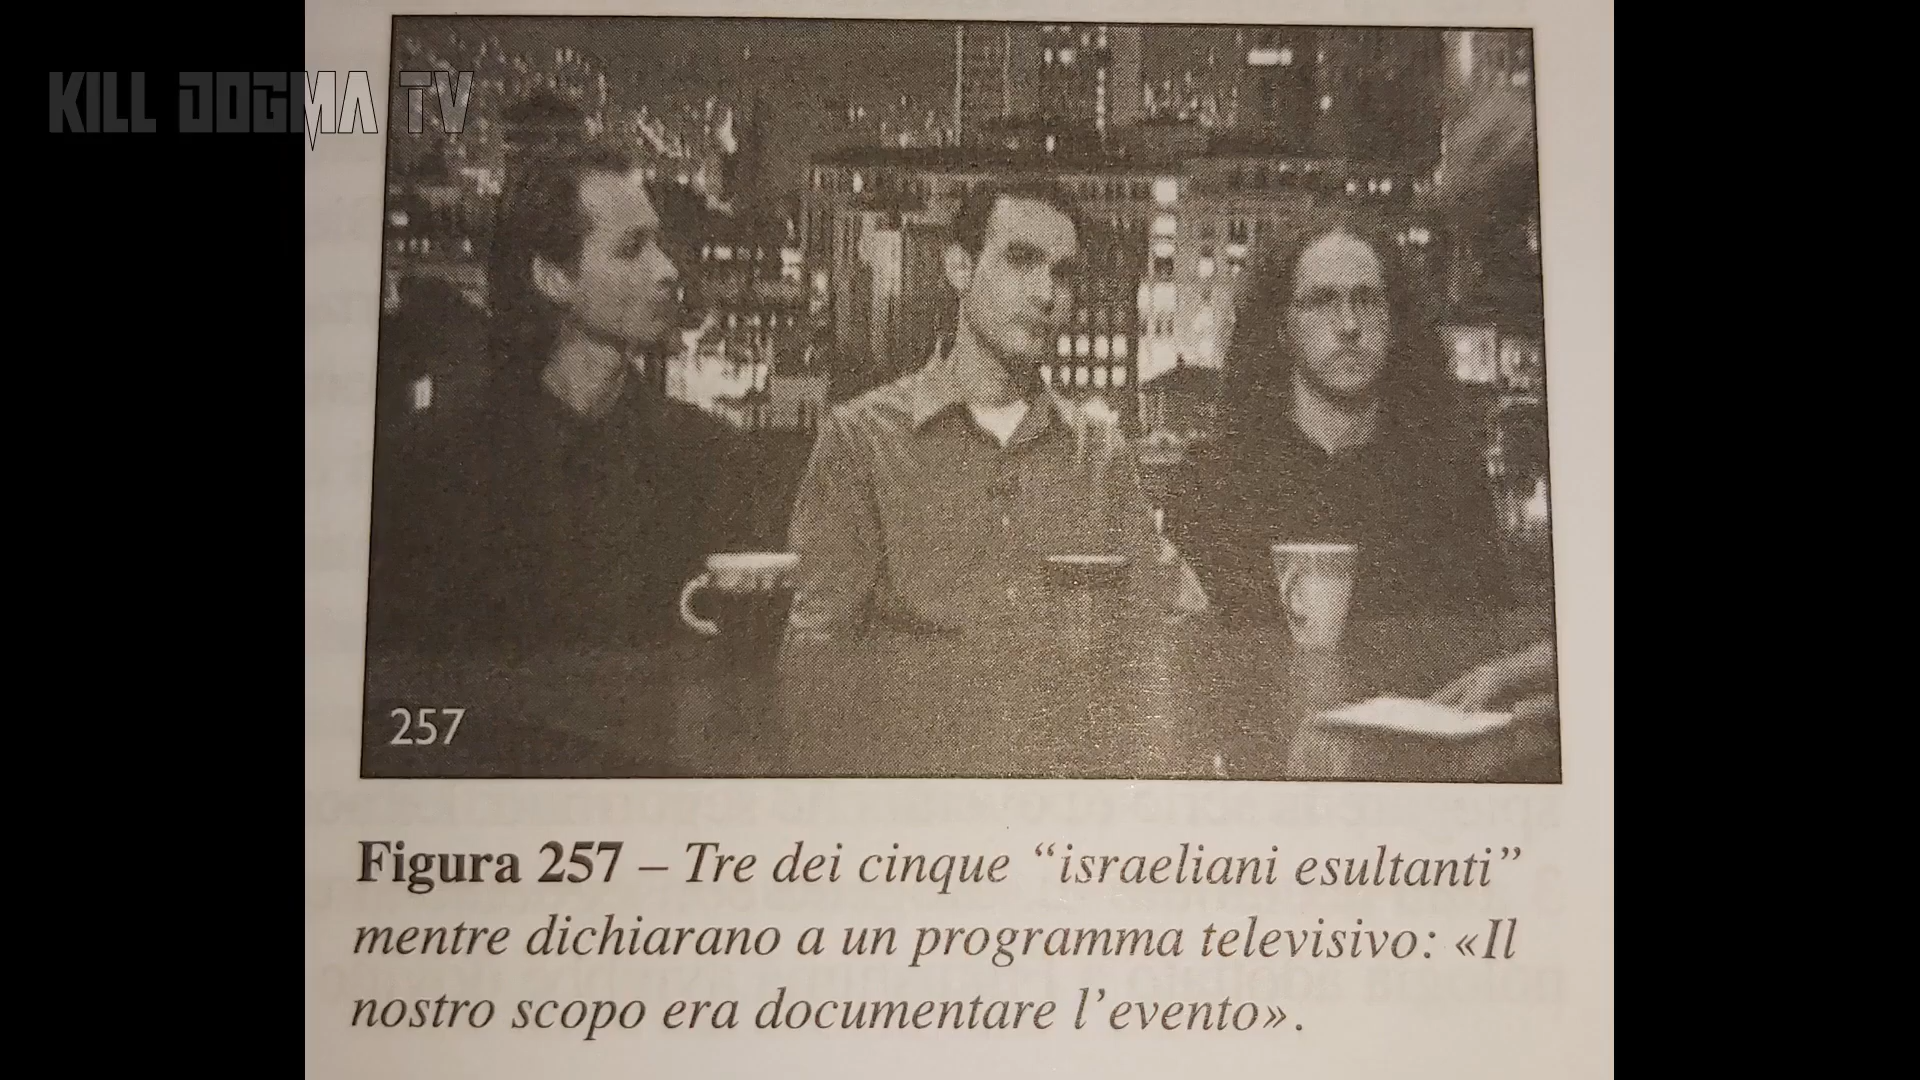 KILL DOGMA TV
257
Figura 257 – Tre dei cinque “israeliani esultanti”
mentre dichiarano a un programma televisivo: «Il
nostro scopo era documentare l’evento».